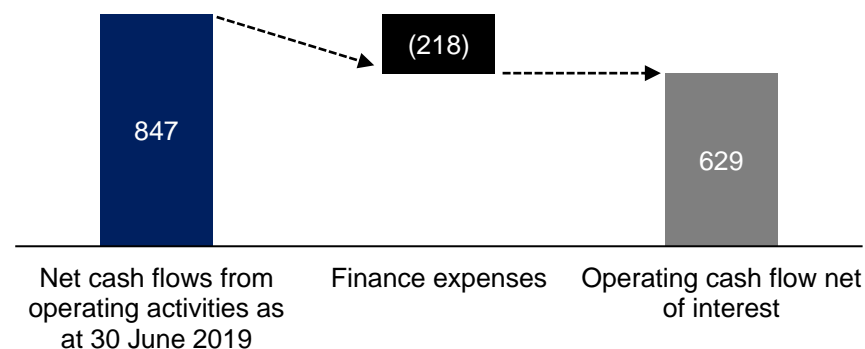 (218)
847
629
Net cash flows from
operating activities as
at 30 June 2019
Finance expenses
Operating cash flow net
of interest